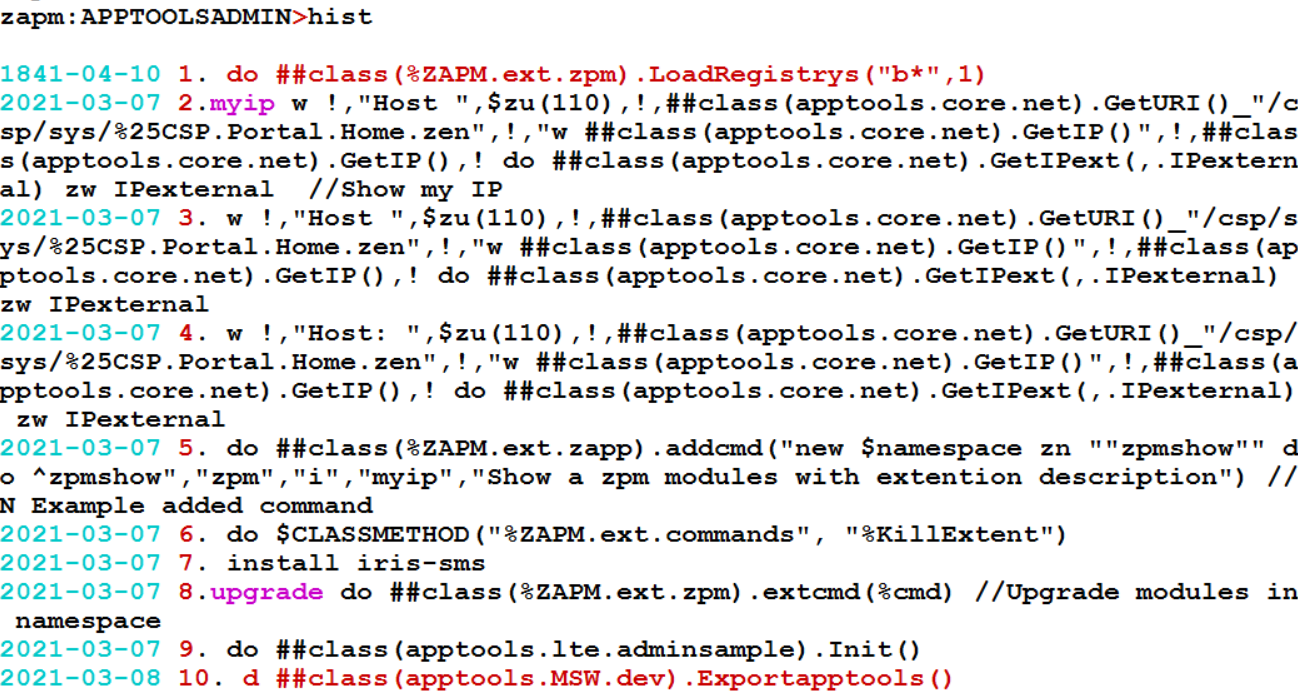 zapm:APPTOOLSADMIN>hist
1841-04-10 1. do ##class(%ZAPM.ext.zpm).LoadRegistrys("b*",1)
2021-03-07 2.myip w !,"Host ",$zu(110),!,##class(apptools.core.net).GetURI()_"/c
sp/sys/%25CSP.Portal.Home.zen",!,"w ##class(apptools.core.net).GetIP()",!,##clas
s(apptools.core.net).GetIP(),! do ##class(apptools.core.net).GetIPext(,.IPextern
al) zw IPexternal  //Show my IP
2021-03-07 3. w !,"Host ",$zu(110),!,##class(apptools.core.net).GetURI()_"/csp/s
ys/%25CSP.Portal.Home.zen",!,"w ##class(apptools.core.net).GetIP()",!,##class(ap
ptools.core.net).GetIP(),! do ##class(apptools.core.net).GetIPext(,.IPexternal)
zw IPexternal
2021-03-07 4. w !,"Host: ",$zu(110),!,##class(apptools.core.net).GetURI()_"/csp/
sys/%25CSP.Portal.Home.zen",!,"w ##class(apptools.core.net).GetIP()",!,##class(a
pptools.core.net).GetIP(),! do ##class(apptools.core.net).GetIPext(,.IPexternal)
 zw IPexternal
2021-03-07 5. do ##class(%ZAPM.ext.zapp).addcmd("new $namespace zn ""zpmshow"" d
o ^zpmshow","zpm","i","myip","Show a zpm modules with extention description") //
N Example added command
2021-03-07 6. do $CLASSMETHOD("%ZAPM.ext.commands", "%KillExtent")
2021-03-07 7. install iris-sms
2021-03-07 8.upgrade do ##class(%ZAPM.ext.zpm).extcmd(%cmd) //Upgrade modules in
 namespace
2021-03-07 9. do ##class(apptools.lte.adminsample).Init()
2021-03-08 10. d ##class(apptools.MSW.dev).Exportapptools()